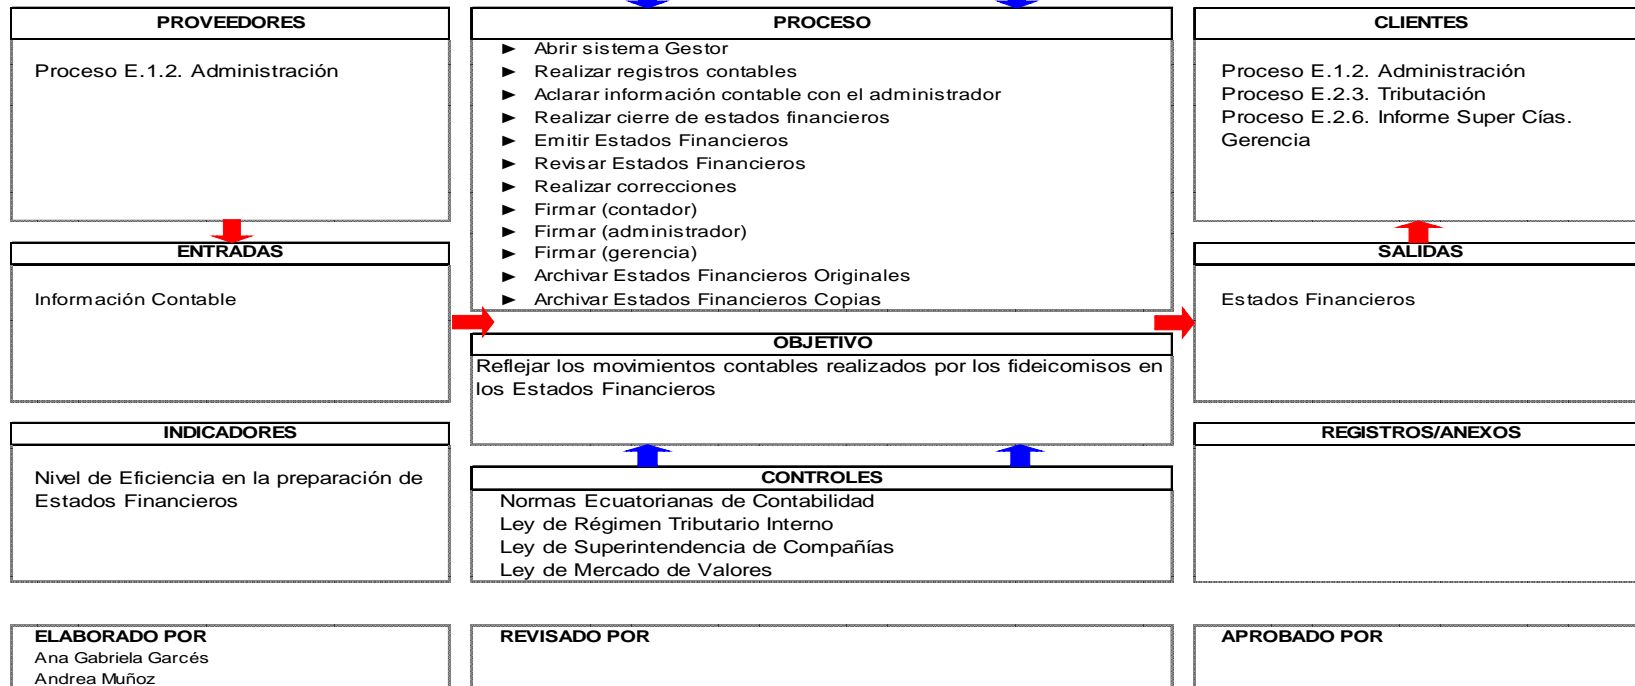 PROVEEDORES
Proceso E.1.2. Administración
PROCESO
► Abrir sistema Gestor
► Realizar registros contables
► Aclarar información contable con el administrador
► Realizar cierre de estados financieros
► Emitir Estados Financieros
► Revisar Estados Financieros
► Realizar correcciones
► Firmar (contador)
► Firmar (administrador)
► Firmar (gerencia)
► Archivar Estados Financieros Originales
► Archivar Estados Financieros Copias
CLIENTES
Proceso E.1.2. Administración
Proceso E.2.3. Tributación
Proceso E.2.6. Informe Super Cías.
Gerencia
ENTRADAS
Información Contable
SALIDAS
Estados Financieros
OBJETIVO
Reflejar los movimientos contables realizados por los fideicomisos en
los Estados Financieros
INDICADORES
Nivel de Eficiencia en la preparación de
Estados Financieros
CONTROLES
Normas Ecuatorianas de Contabilidad
Ley de Régimen Tributario Interno
Ley de Superintendencia de Compañías
Ley de Mercado de Valores
REGISTROS/ANEXOS
ELABORADO POR
Ana Gabriela Garcés
Andrea Muñoz
REVISADO POR
APROBADO POR